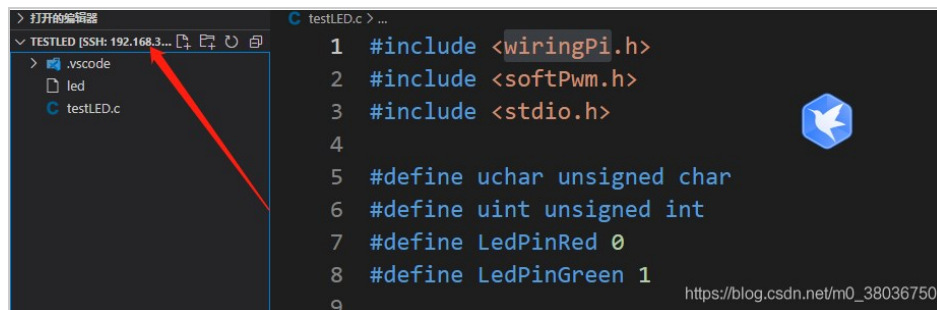 打开的编辑器
TESTLED [SSH: 192.168.3...
.vscode
led
C testLED.c
C testLED.c > ...
1 #include <wiringPi.h>
2 #include <softPwm.h>
3 #include <stdio.h>
4
5 #define uchar unsigned char
6 #define uint unsigned int
7 #define LedPinRed 0
8 #define LedPinGreen 1
9
https://blog.csdn.net/m0_38036750